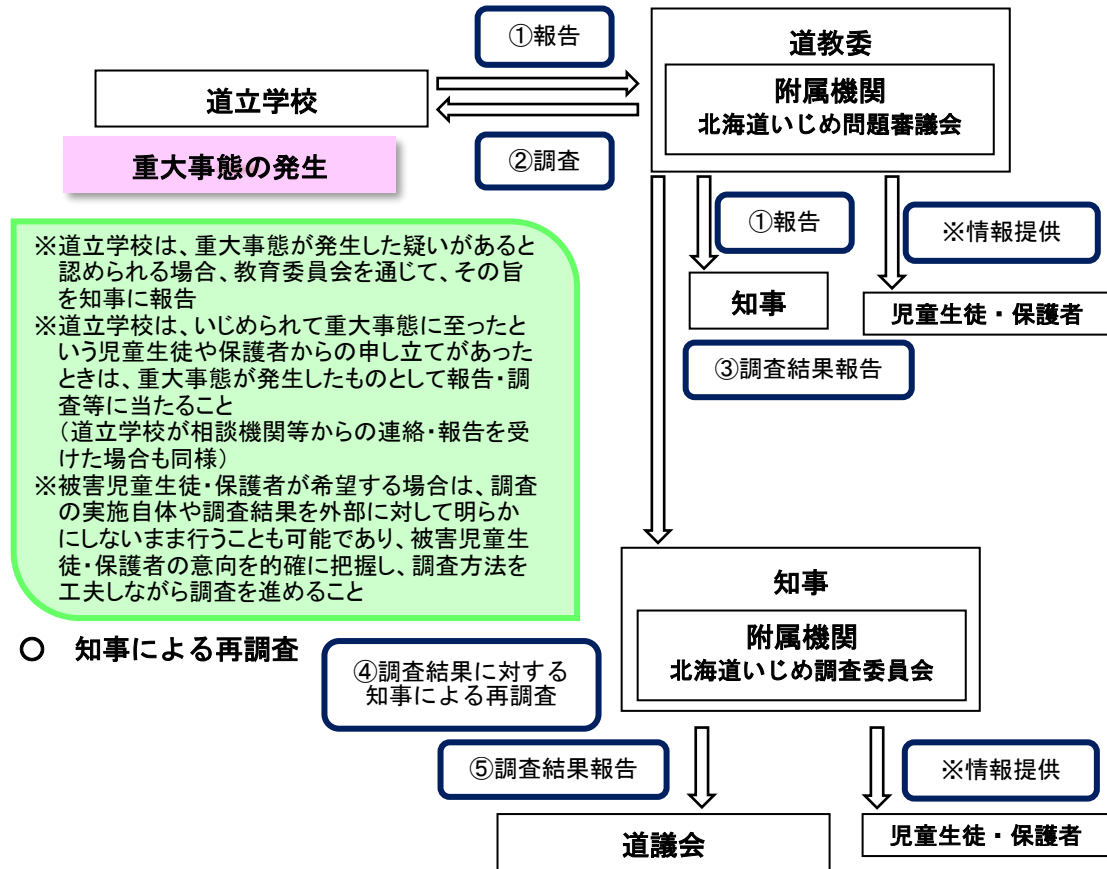 ①報告
道教委
附属機関
北海道いじめ問題審議会
道立学校
②調査
重大事態の発生
①報告
※情報提供
知事
児童生徒・保護者
③調査結果報告
※道立学校は、重大事態が発生した疑いがあると
認められる場合、教育委員会を通じて、その旨
を知事に報告
※道立学校は、いじめられて重大事態に至ったと
いう児童生徒や保護者からの申し立てがあった
ときは、重大事態が発生したものとして報告・調
査等に当たること
（道立学校が相談機関等からの連絡・報告を受
けた場合も同様）
※被害児童生徒・保護者が希望する場合は、調査
の実施自体や調査結果を外部に対して明らか
にしないまま行うことも可能であり、被害児童生
徒・保護者の意向を的確に把握し、調査方法を
工夫しながら調査を進めること
○　知事による再調査
知事
附属機関
北海道いじめ調査委員会
④調査結果に対する
知事による再調査
⑤調査結果報告
※情報提供
道議会
児童生徒・保護者